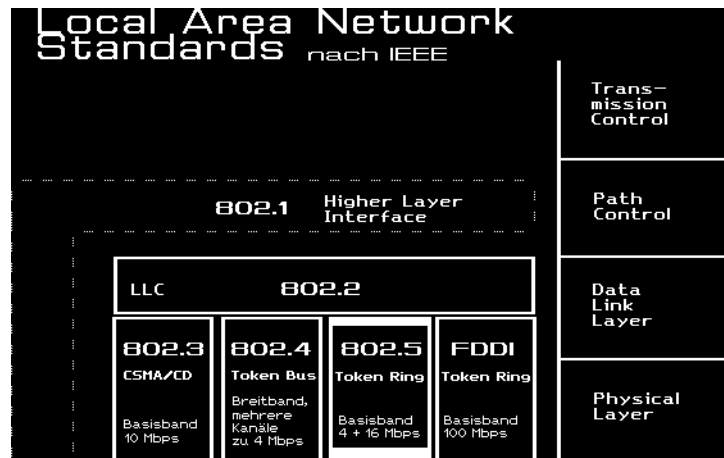 Local Area Network
Standards nach IEEE
Trans-
mission
Control
802.1 Higher Layer
Interface
Path
Control
LLC 802.2
Data
Link
Layer
802.3
CSMA/CD
Basisband
10 Mbps
802.4
Token Bus
Breitband,
mehrere
Kanäle
zu 4 Mbps
802.5
Token Ring
Basisband
4 + 16 Mbps
FDDI
Token Ring
Basisband
100 Mbps
Physical
Layer